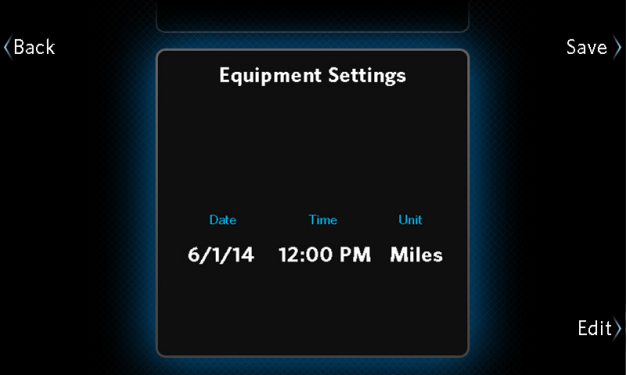 Back
Save
Equipment Settings
Date Time Unit
6/1/14 12:00 PM Miles
Edit